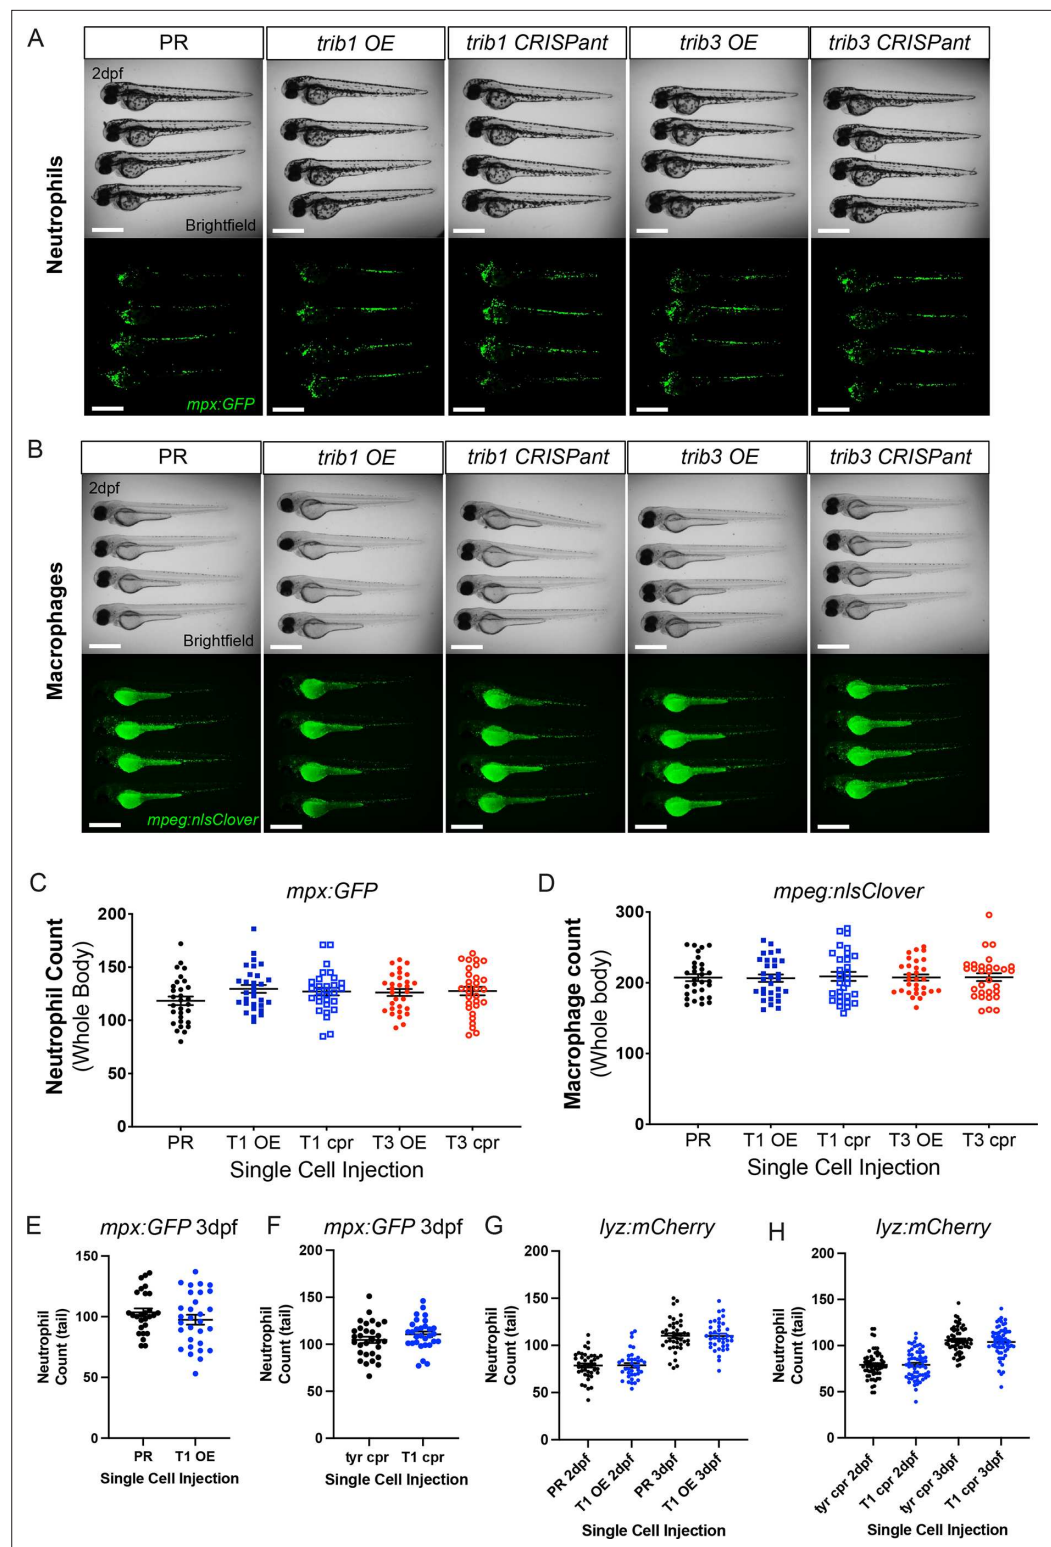 A
PR
trib1 OE
trib1 CRISPant
trib3 OE
trib3 CRISPant
2dpf
Brightfield
Neutrophils
mpx:GFP
B
PR
trib1 OE
trib1 CRISPant
trib3 OE
trib3 CRISPant
2dpf
Brightfield
Macrophages
mpeg:nlsClover
C
mpx:GFP
Neutrophil Count
(Whole Body)
200
150
100
50
0
PR
T1 OE
T1 cpr
T3 OE
T3 cpr
Single Cell Injection
D
mpeg:nlsClover
Macrophage count
(Whole body)
300
200
100
0
PR
T1 OE
T1 cpr
T3 OE
T3 cpr
Single Cell Injection
E
mpx:GFP 3dpf
Neutrophil
Count (tail)
150
100
50
0
PR
T1 OE
Single Cell Injection
F
mpx:GFP 3dpf
Neutrophil
Count (tail)
200
150
100
50
0
tyr cpr
T1 cpr
Single Cell Injection
G
lyz:mCherry
Neutrophil
Count (tail)
200
150
100
50
0
PR 2dpf
T1 OE 2dpf
PR 3dpf
T1 OE 3dpf
Single Cell Injection
H
lyz:mCherry
Neutrophil
Count (tail)
200
150
100
50
0
tyr cpr 2dpf
T1 cpr 2dpf
tyr cpr 3dpf
T1 cpr 3dpf
Single Cell Injection